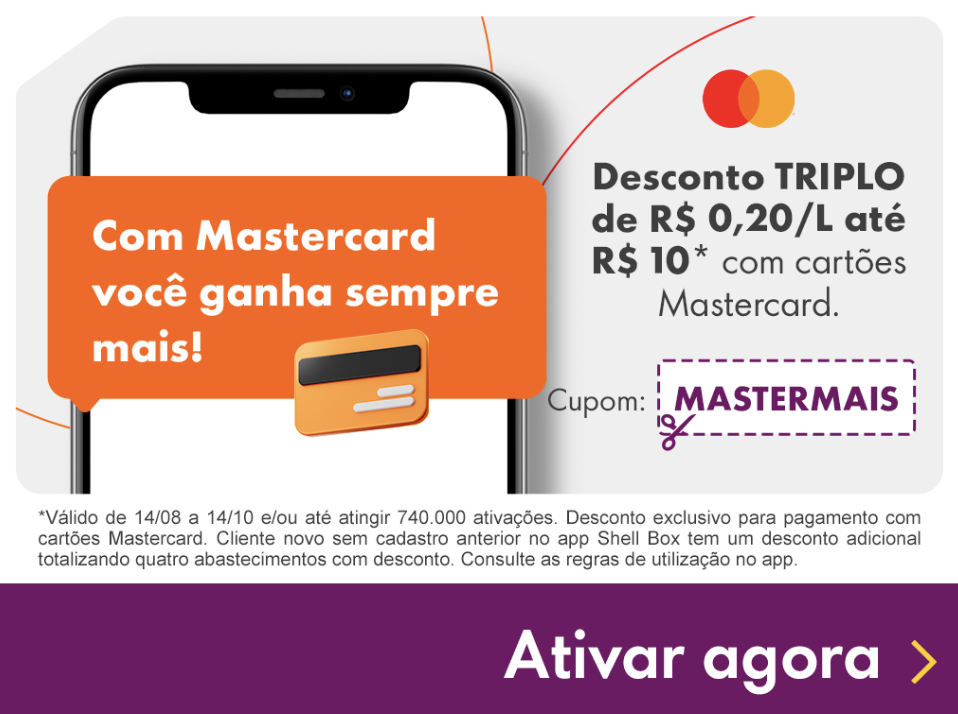 Com Mastercard
você ganha sempre
mais!
Desconto TRIPLO
de R$ 0,20/L até
R$ 10* com cartões
Mastercard.
Cupom: MASTERMAIS
*Válido de 14/08 a 14/10 e/ou até atingir 740.000 ativações. Desconto exclusivo para pagamento com
cartões Mastercard. Cliente novo sem cadastro anterior no app Shell Box tem um desconto adicional
totalizando quatro abastecimentos com desconto. Consulte as regras de utilização no app.
Ativar agora